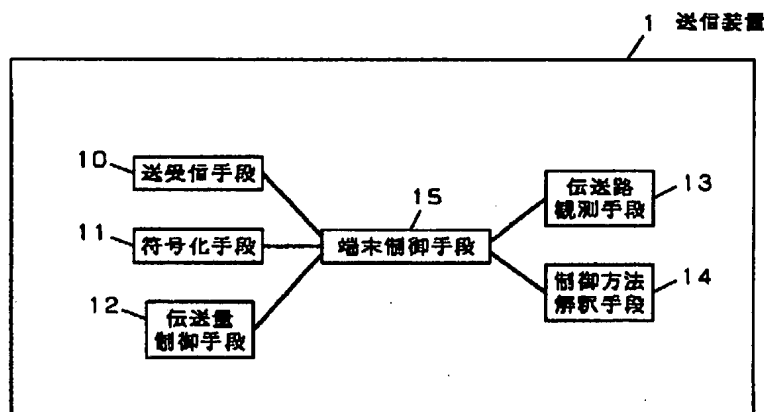 1 送信装置
10
送受信手段
11
符号化手段
12
伝送量
制御手段
15
端末制御手段
伝送路
観測手段
13
制御方法
解釈手段
14